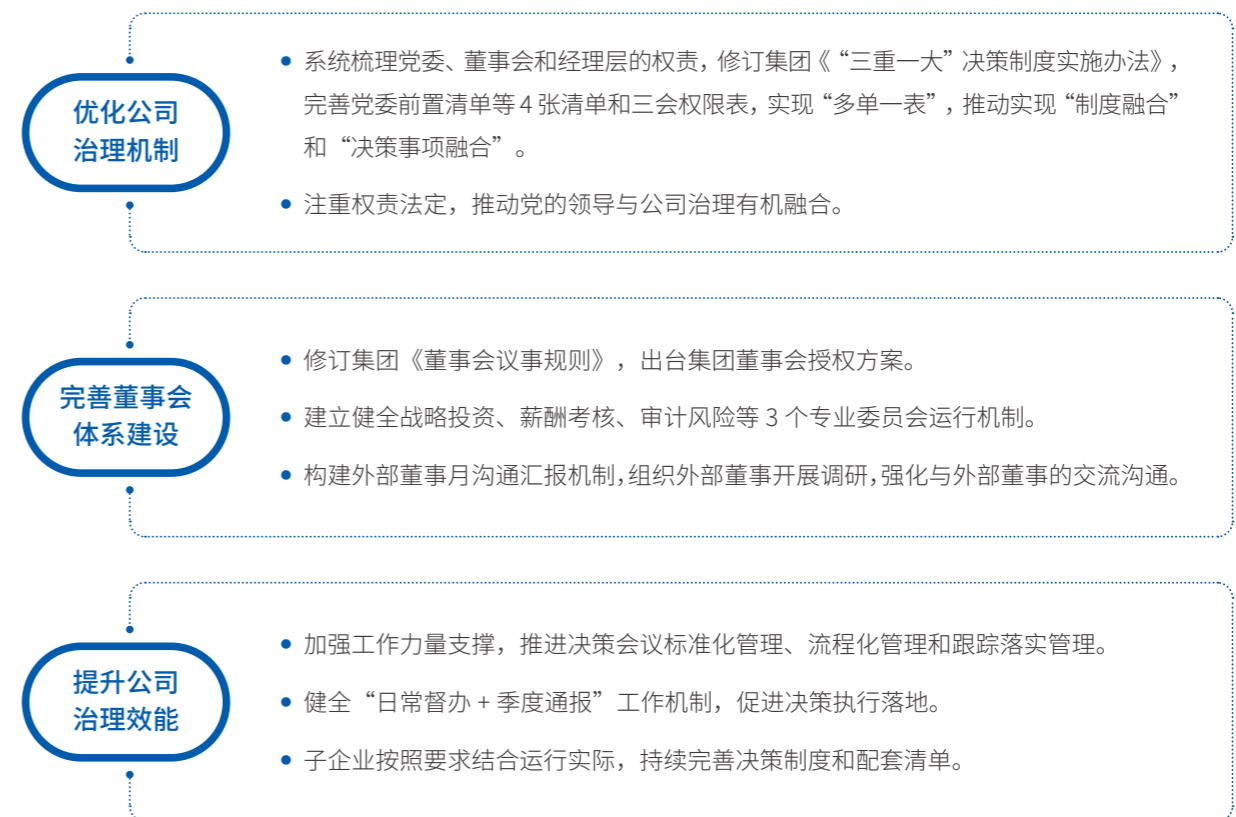 优化公司
治理机制
● 系统梳理党委、董事会和经理层的权责，修订集团《“三重一大”决策制度实施办法》，
完善党委前置清单等 4 张清单和三会权限表，实现“多单一表”，推动实现“制度融合”
和“决策事项融合”。
● 注重权责法定，推动党的领导与公司治理有机融合。
完善董事会
体系建设
● 修订集团《董事会议事规则》，出台集团董事会授权方案。
● 建立健全战略投资、薪酬考核、审计风险等 3 个专业委员会运行机制。
● 构建外部董事月沟通汇报机制，组织外部董事开展调研，强化与外部董事的交流沟通。
提升公司
治理效能
● 加强工作力量支撑，推进决策会议标准化管理、流程化管理和跟踪落实管理。
● 健全“日常督办 + 季度通报”工作机制，促进决策执行落地。
● 子企业按照要求结合运行实际，持续完善决策制度和配套清单。